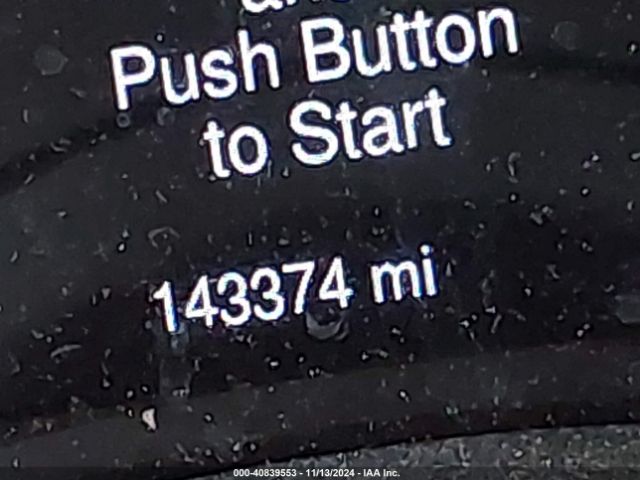 Push Button
to Start
143374 mi
000-40839553 - 11/13/2024 - IAA Inc.